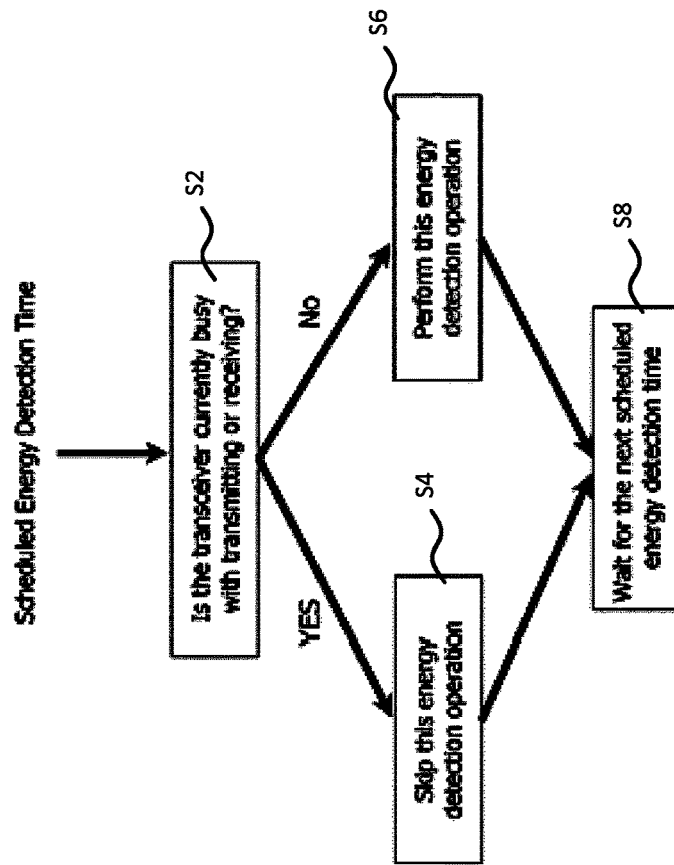 Scheduled Energy Detection Time
S2
Is the transceiver currently busy
with transmitting or receiving?
YES
No
S4
Skip this energy
detection operation
S6
Perform this energy
detection operation
S8
Wait for the next scheduled
energy detection time